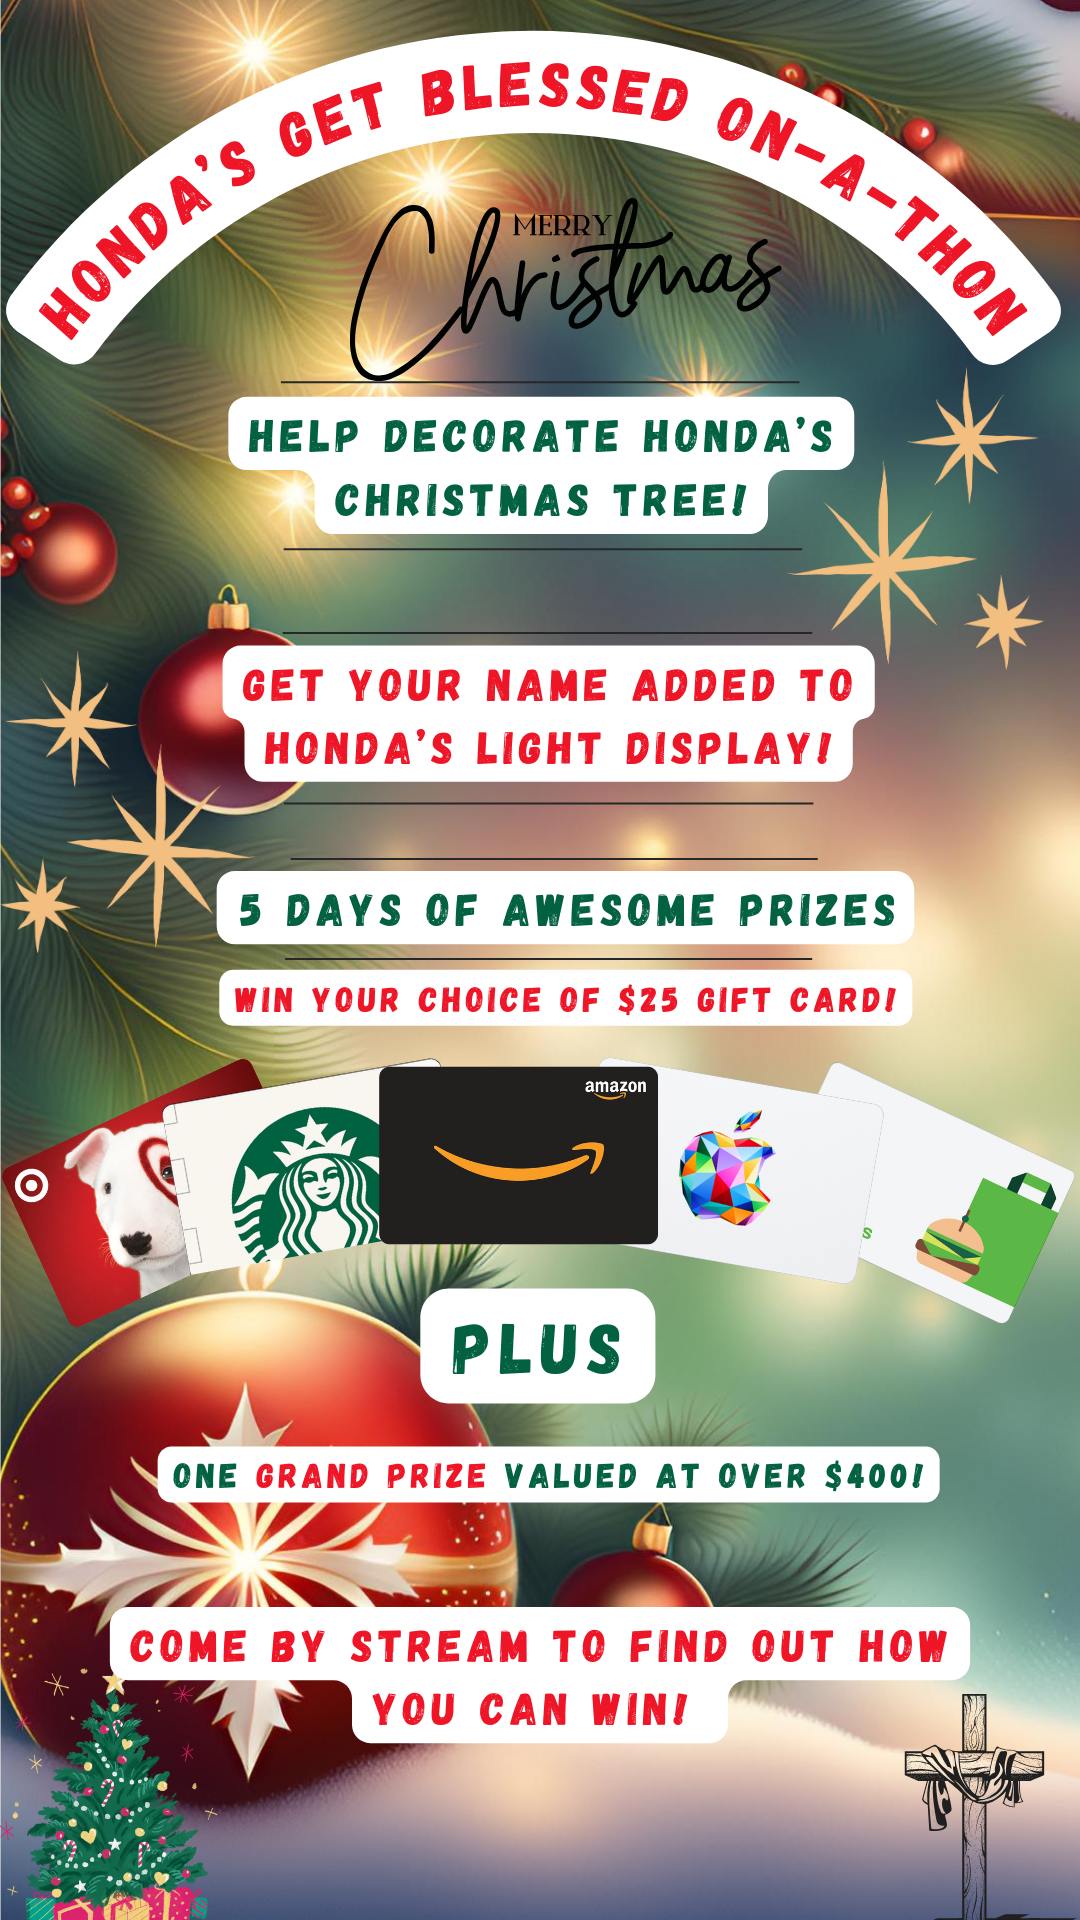 HONDA'S GET BLESSED ON-A-THON
MERRY
Christmas
HELP DECORATE HONDA'S
CHRISTMAS TREE!
GET YOUR NAME ADDED TO
HONDA'S LIGHT DISPLAY!
5 DAYS OF AWESOME PRIZES
WIN YOUR CHOICE OF $25 GIFT CARD!
amazon
s
PLUS
ONE GRAND PRIZE VALUED AT OVER $400!
COME BY STREAM TO FIND OUT HOW
YOU CAN WIN!